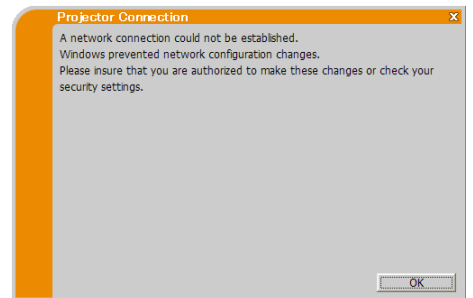 Projector Connection x
A network connection could not be established.
Windows prevented network configuration changes.
Please insure that you are authorized to make these changes or check your
security settings.
OK